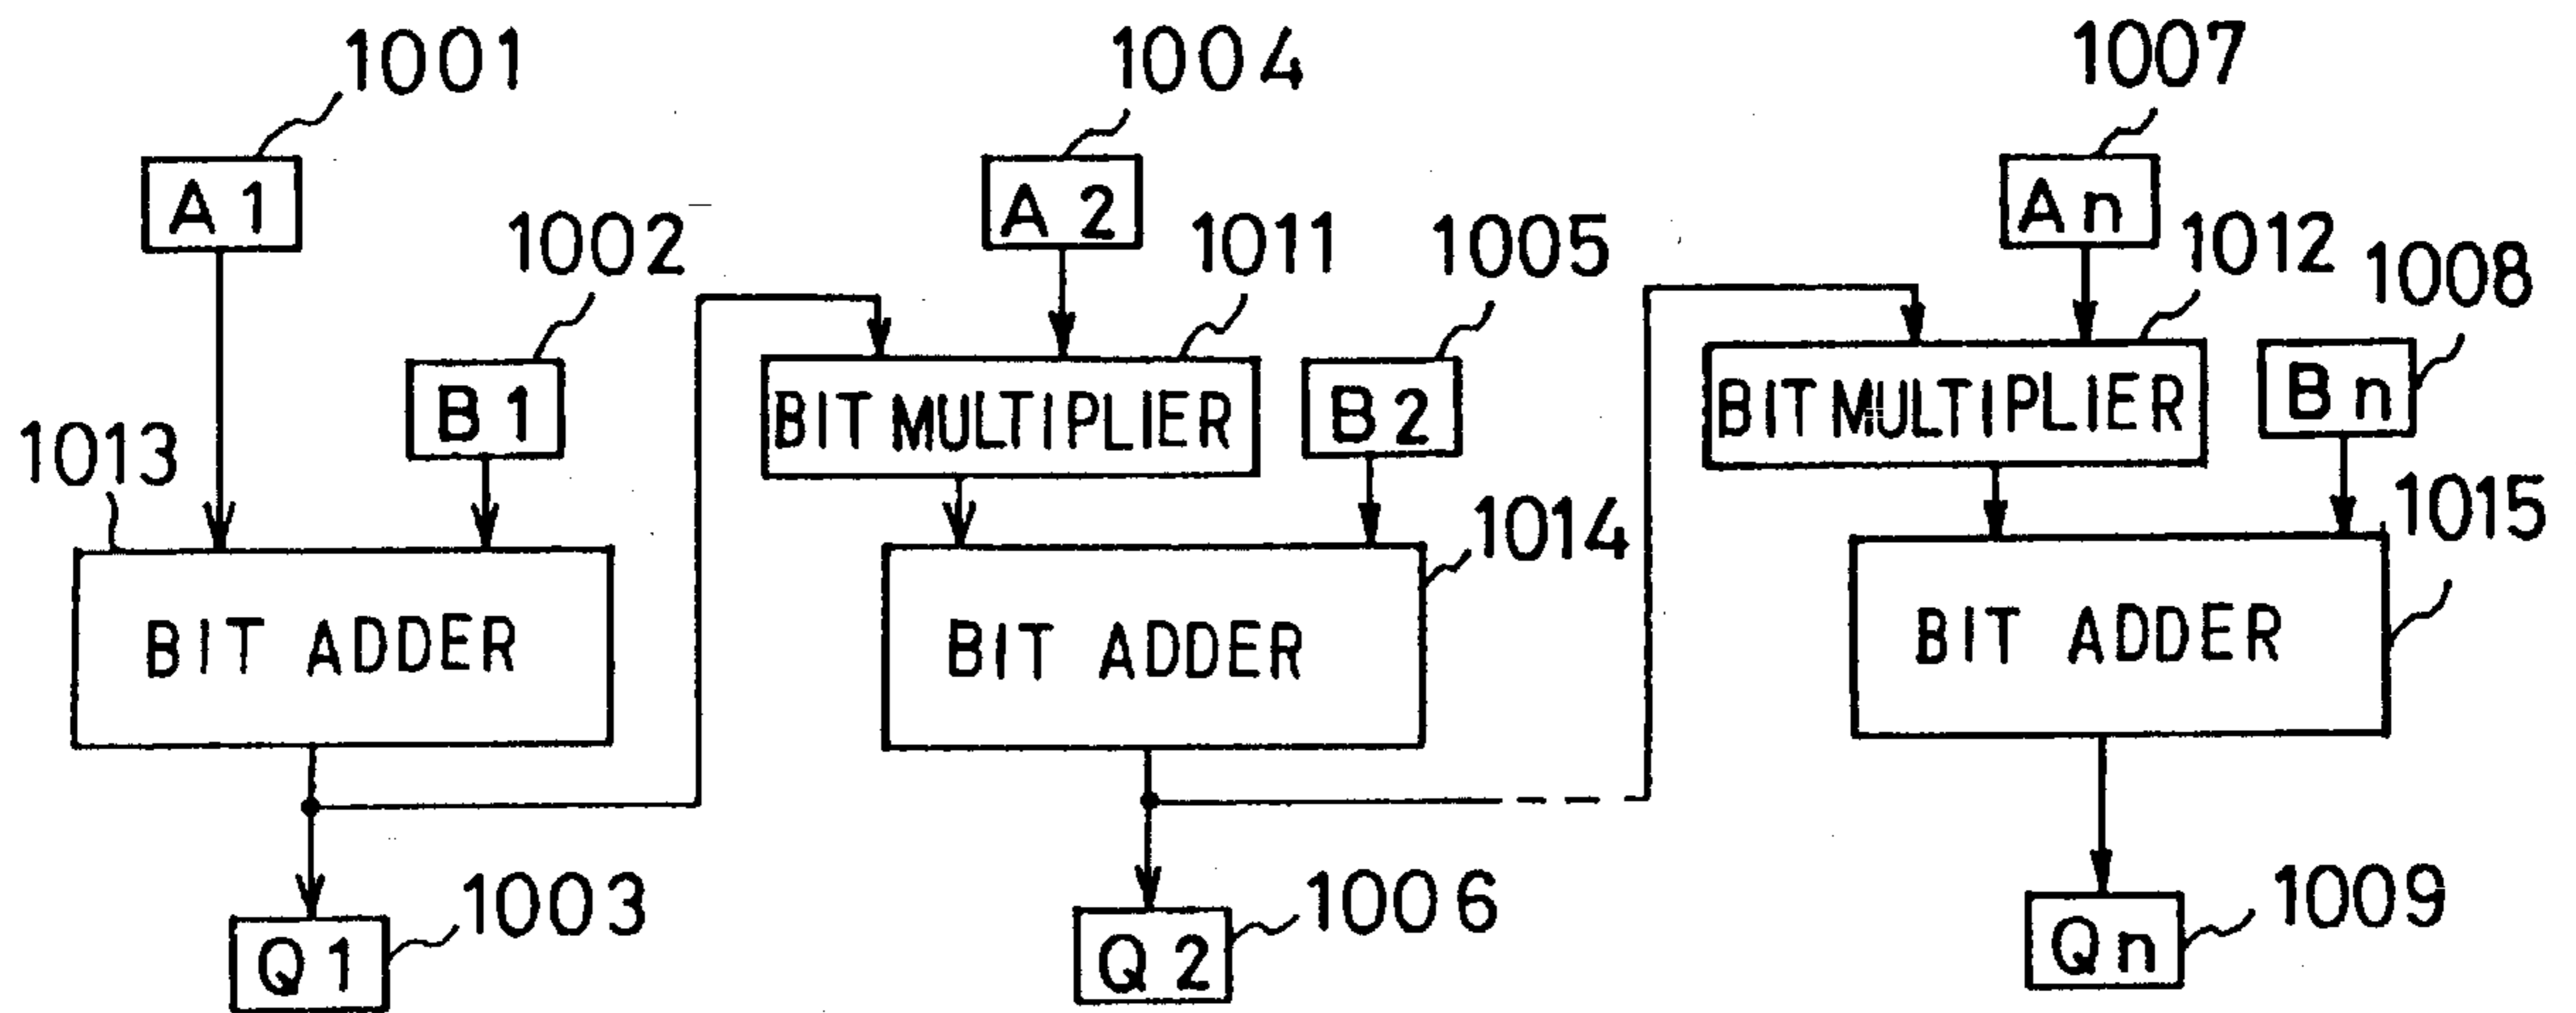 1001
1004
1007
A1
A2
An
1002
1011
1005
1012
1008
B1
BIT MULTIPLIER
B2
BIT MULTIPLIER
Bn
1013
1014
1015
BIT ADDER
BIT ADDER
BIT ADDER
1003
1006
1009
Q1
Q2
Qn